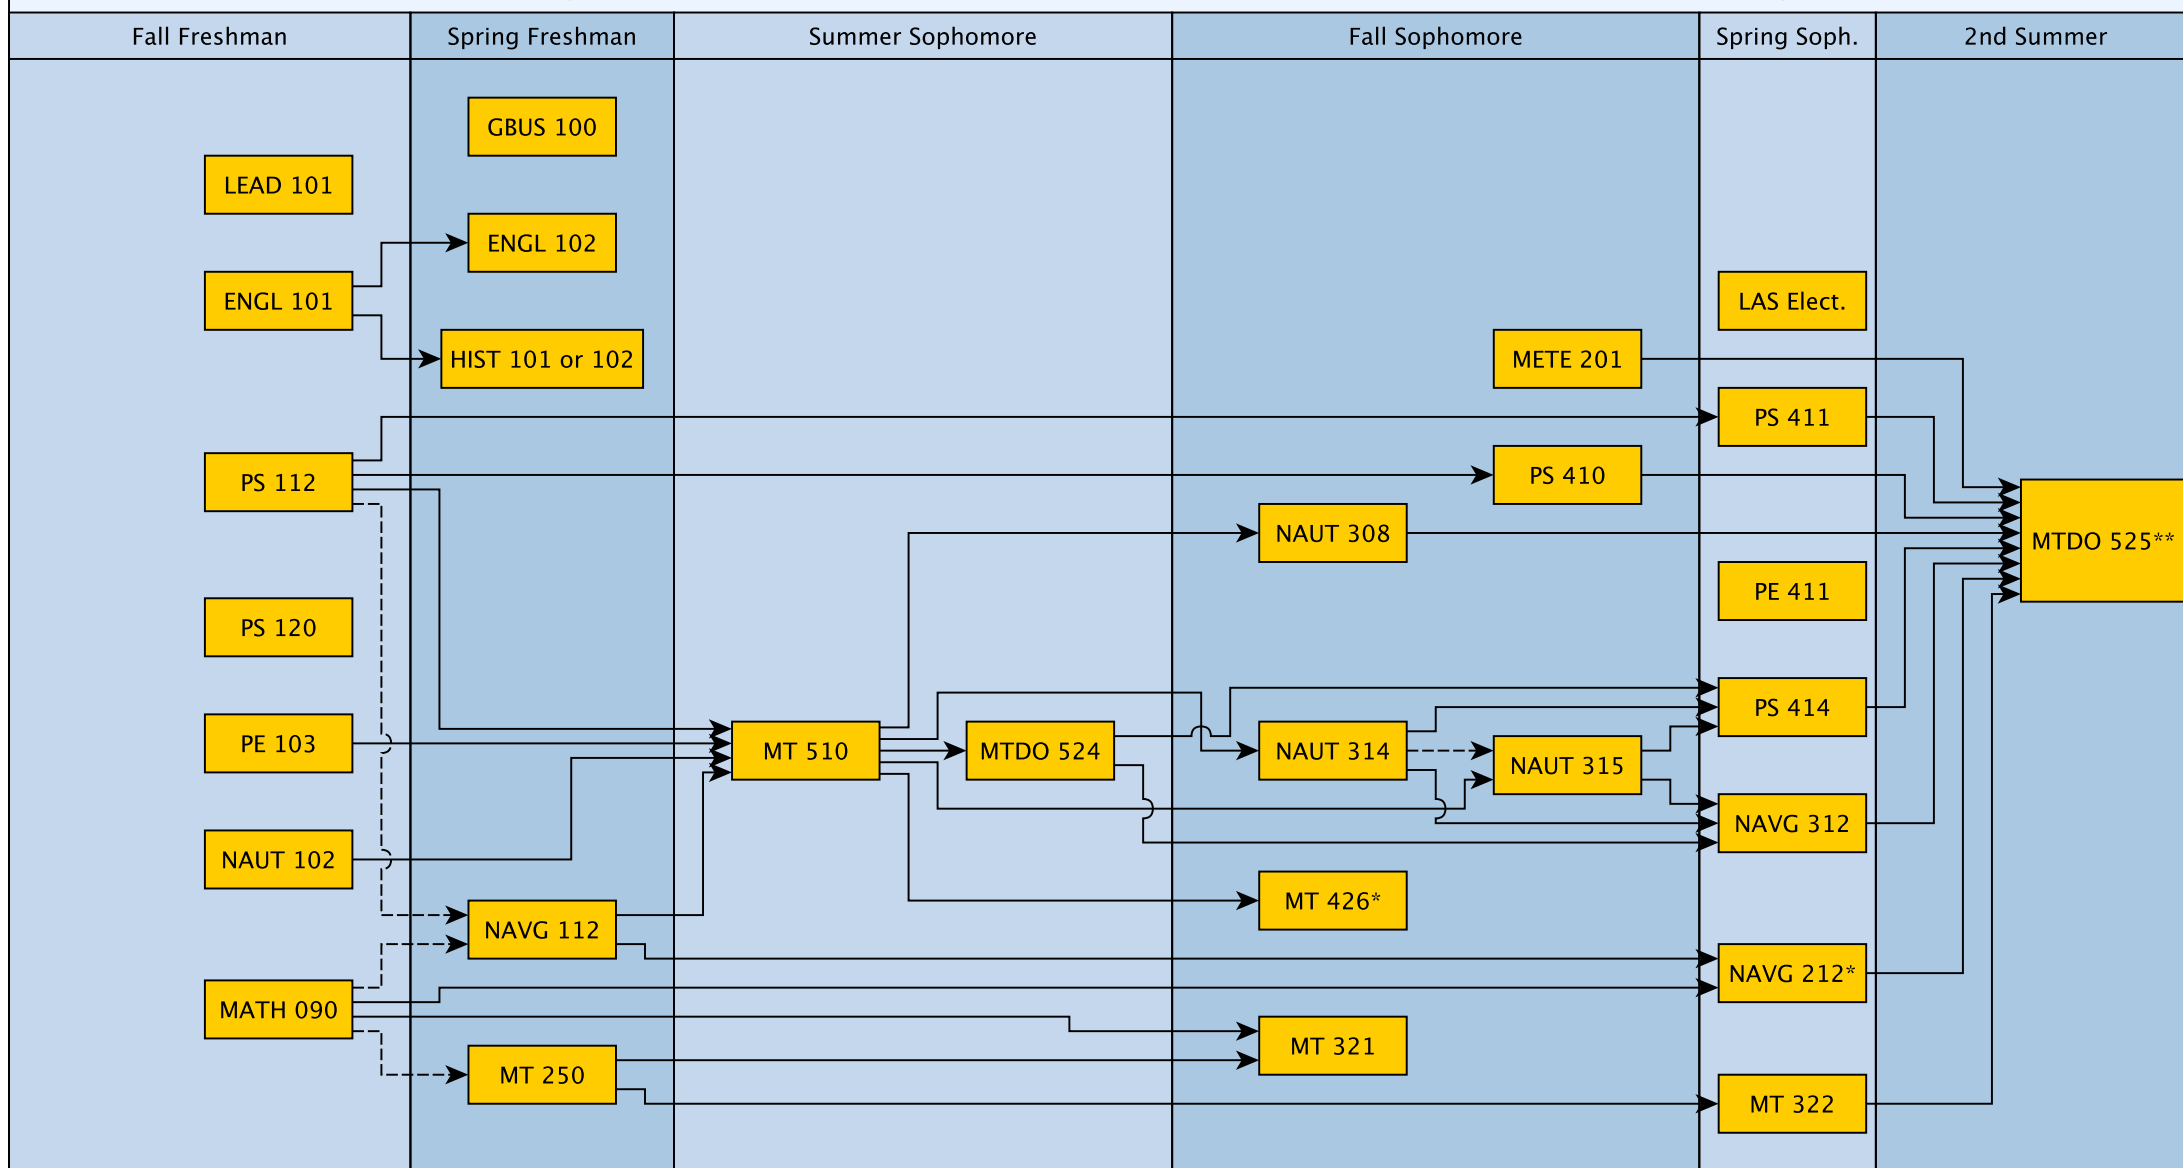 Fall Freshman
Spring Freshman
Summer Sophomore
Fall Sophomore
Spring Soph.
2nd Summer
LEAD 101
ENGL 101
PS 112
PS 120
PE 103
NAUT 102
MATH 090
GBUS 100
ENGL 102
HIST 101 or 102
NAVG 112
MT 250
MT 510
MTDO 524
NAUT 308
NAUT 314
MT 426*
MT 321
METE 201
PS 410
NAUT 315
LAS Elect.
PS 411
PE 411
PS 414
NAVG 312
NAVG 212*
MT 322
MTDO 525**